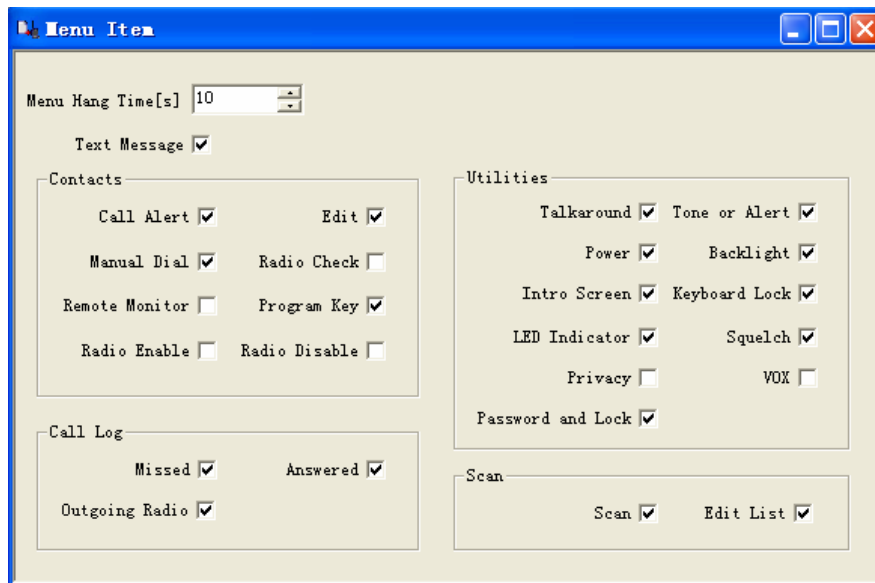 Menu Item
Menu Hang Time[s] 10
Text Message
Contacts
Call Alert Edit
Manual Dial Radio Check
Remote Monitor Program Key
Radio Enable Radio Disable
Call Log
Missed Answered
Outgoing Radio
Utilities
Talkaround Tone or Alert
Power Backlight
Intro Screen Keyboard Lock
LED Indicator Squelch
Privacy VOX
Password and Lock
Scan
Scan Edit List